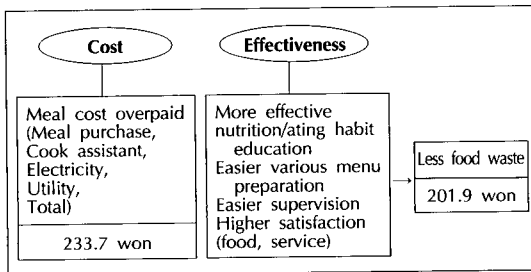 Cost
Meal cost overpaid
(Meal purchase,
Cook assistant,
Electricity,
Utility,
Total)
233.7 won
Effectiveness
More effective
nutrition/ating habit
education
Easier various menu
preparation
Easier supervision
Higher satisfaction
(food, service)
Less food waste
201.9 won